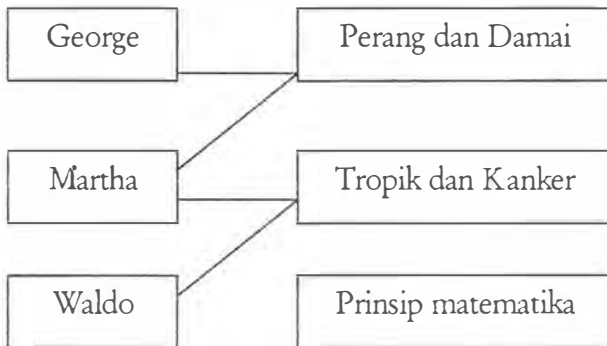 George
Perang dan Damai
Martha
Tropik dan Kanker
Waldo
Prinsip matematika